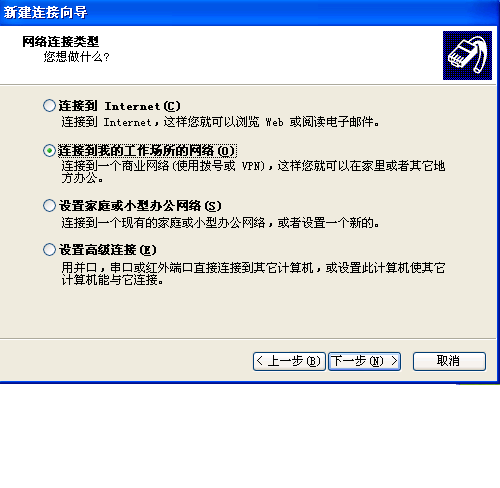 新建连接向导
网络连接类型
您想做什么?
连接到 Internet(C)
连接到 Internet，这样您就可以浏览 Web 或阅读电子邮件。
连接到我的工作场所的网络(O)
连接到一个商业网络(使用拨号或 VPN)，这样您就可以在家里或者其它地
方办公。
设置家庭或小型办公网络(S)
连接到一个现有的家庭或小型办公网络，或者设置一个新的。
设置高级连接(E)
用并口，串口或红外端口直接连接到其它计算机，或设置此计算机使其它
计算机能与它连接。
< 上一步(B) 下一步(N) > 取消